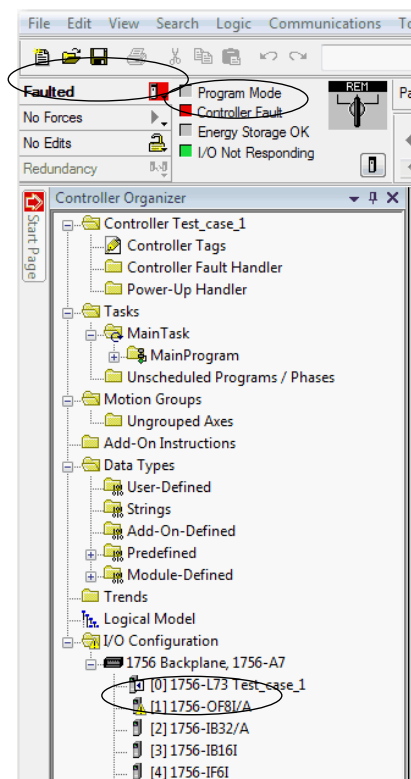 File Edit View Search Logic Communications To
Faulted
Program Mode
REM
Pa
Controller Fault
No Forces
Energy Storage OK
No Edits
I/O Not Responding
Redundancy
Start Page
Controller Organizer
Controller Test_case_1
Controller Tags
Controller Fault Handler
Power-Up Handler
Tasks
MainTask
MainProgram
Unscheduled Programs / Phases
Motion Groups
Ungrouped Axes
Add-On Instructions
Data Types
User-Defined
Strings
Add-On-Defined
Predefined
Module-Defined
Trends
Logical Model
I/O Configuration
1756 Backplane, 1756-A7
[0] 1756-L73 Test_case_1
[1] 1756-OF8I/A
[2] 1756-IB32/A
[3] 1756-IB16I
[4] 1756-IF6I